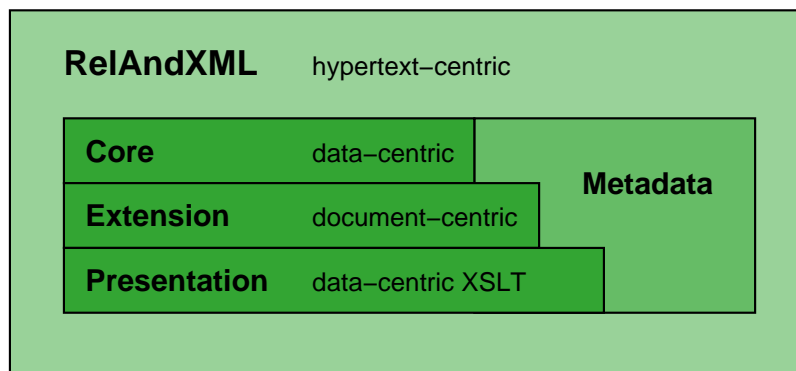 RelAndXML hypertext–centric
Core data–centric
Metadata
Extension document–centric
Presentation data–centric XSLT